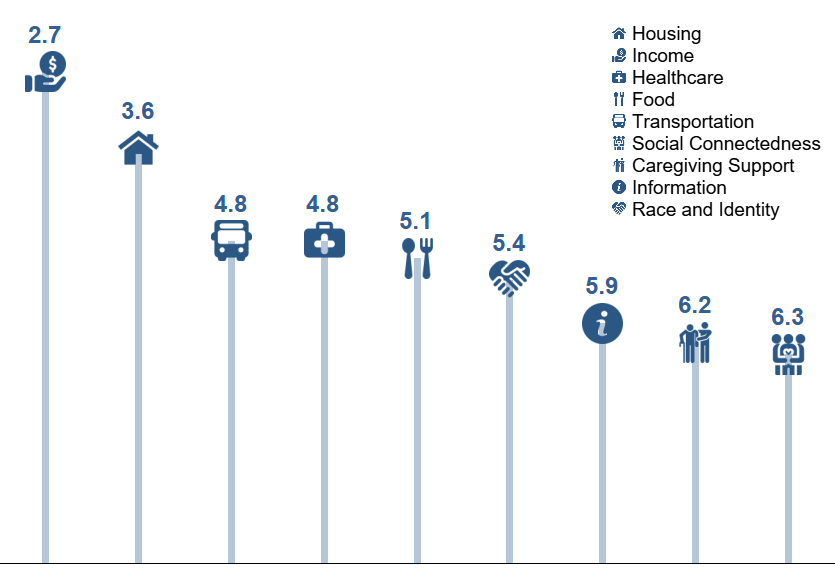 2.7
3.6
4.8
4.8
5.1
5.4
5.9
6.2
6.3
Housing
Income
Healthcare
Food
Transportation
Social Connectedness
Caregiving Support
Information
Race and Identity